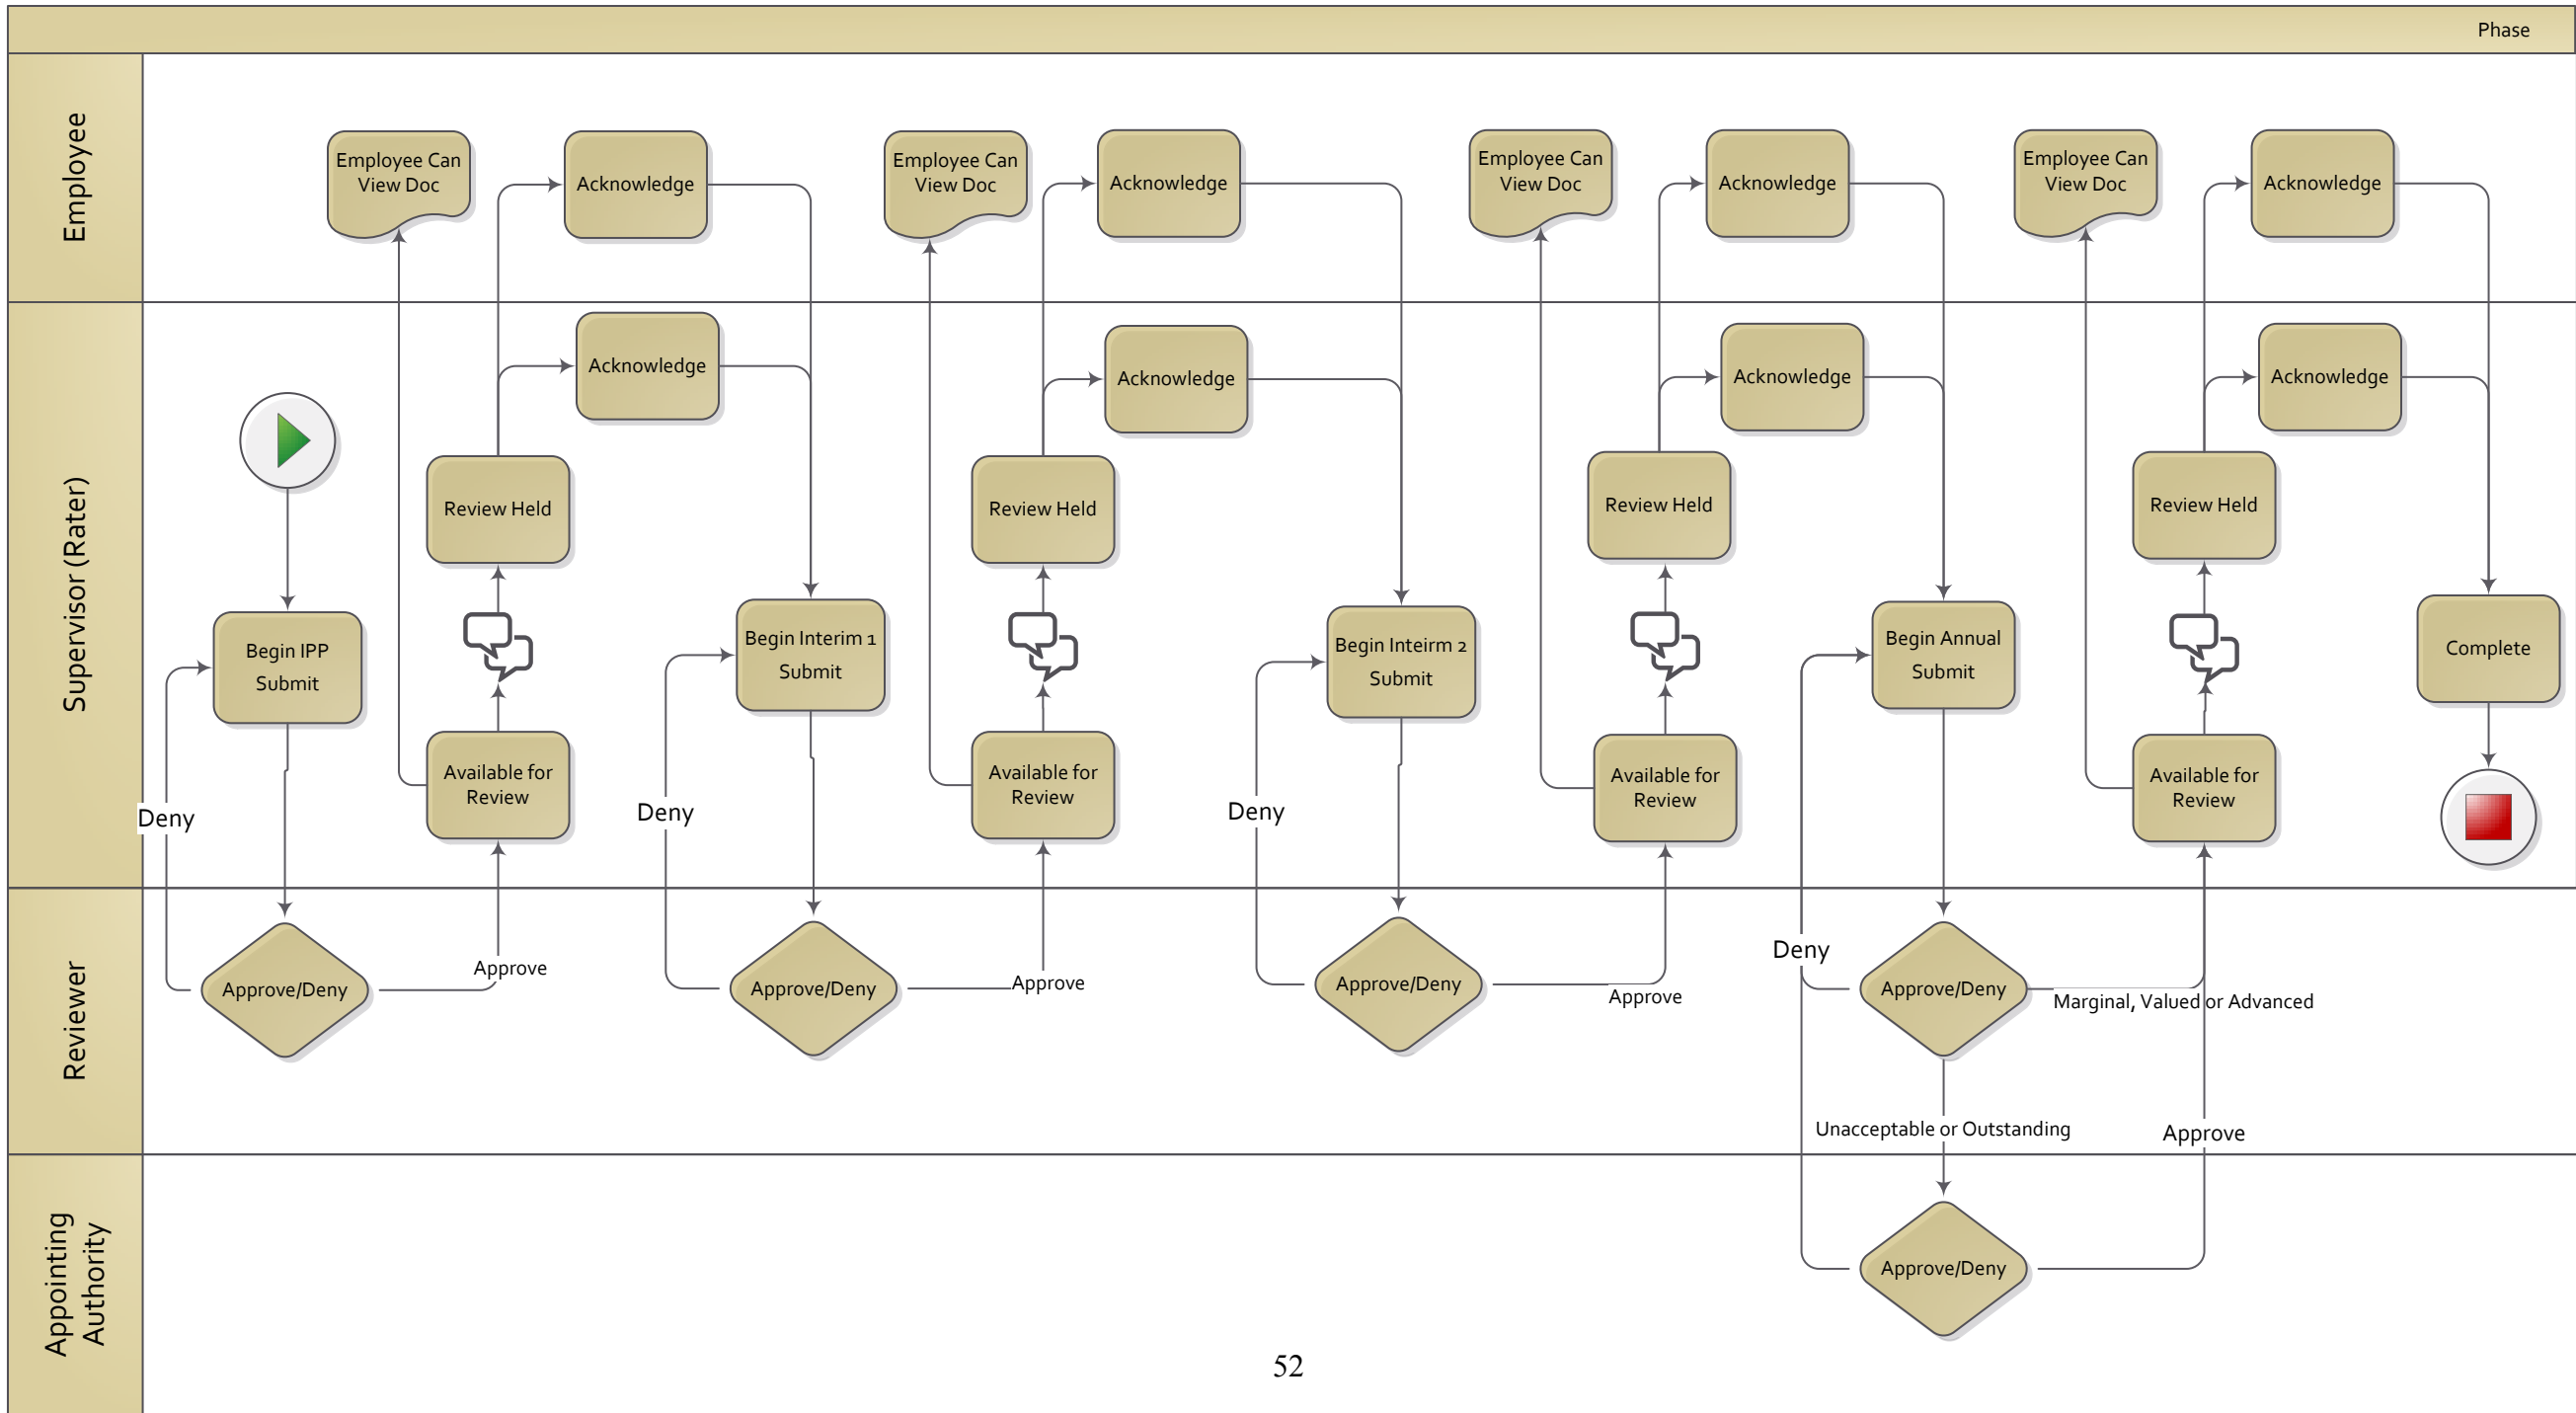 Phase
Employee
Employee Can
View Doc
Acknowledge
Employee Can
View Doc
Acknowledge
Employee Can
View Doc
Acknowledge
Employee Can
View Doc
Acknowledge
Supervisor (Rater)
Acknowledge
Acknowledge
Acknowledge
Acknowledge
Review Held
Review Held
Review Held
Review Held
Begin IPP
Submit
Begin Interim 1
Submit
Begin Inteirm 2
Submit
Begin Annual
Submit
Complete
Available for
Review
Available for
Review
Available for
Review
Available for
Review
Deny
Deny
Deny
Deny
Reviewer
Approve/Deny
Approve
Approve/Deny
Approve
Approve/Deny
Approve
Approve/Deny
Marginal, Valued or Advanced
Unacceptable or Outstanding
Approve
Appointing
Authority
Approve/Deny
52